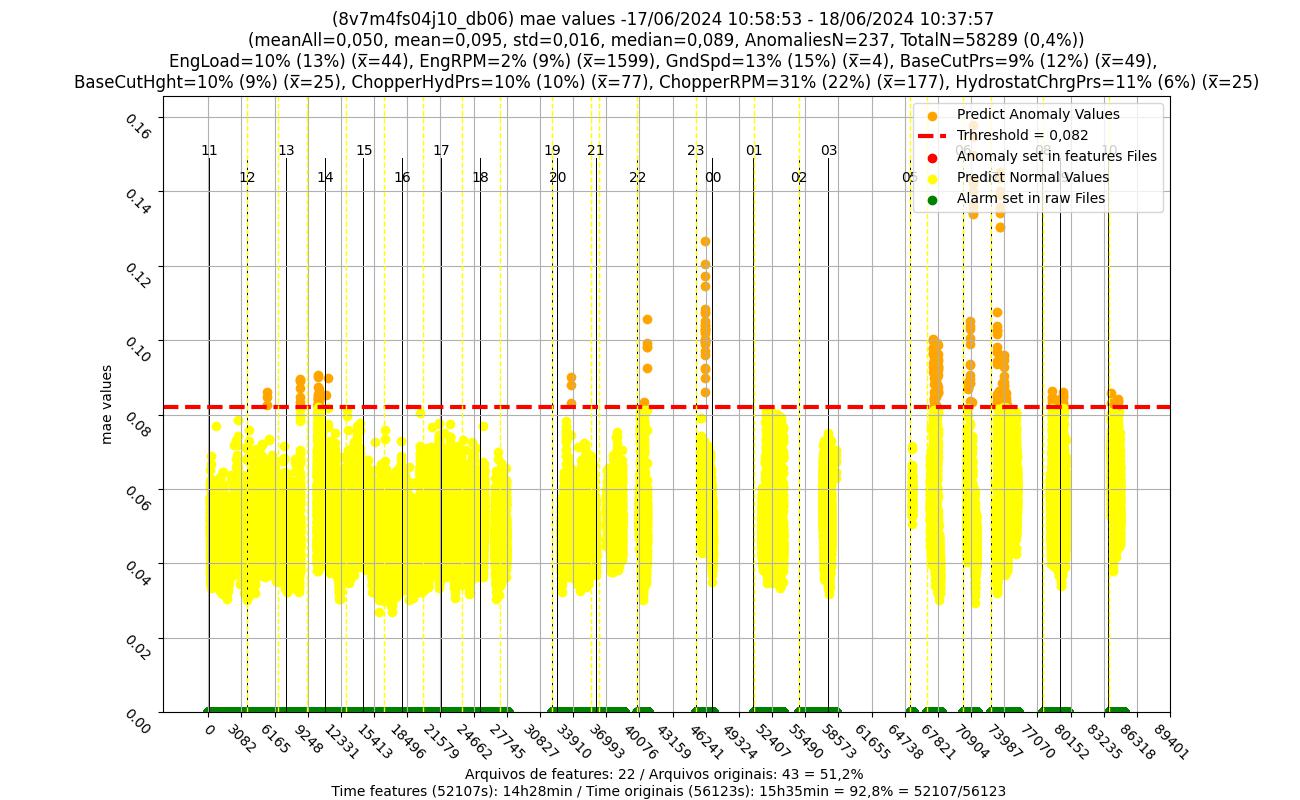 (8v7m4fs04j10_db06) mae values -17/06/2024 10:58:53 - 18/06/2024 10:37:57
(meanAll=0,050, mean=0,095, std=0,016, median=0,089, AnomaliesN=237, TotalN=58289 (0,4%))
EngLoad=10% (13%) (x̅=44), EngRPM=2% (9%) (x̅=1599), GndSpd=13% (15%) (x̅=4), BaseCutPrs=9% (12%) (x̅=49),
BaseCutHght=10% (9%) (x̅=25), ChopperHydPrs=10% (10%) (x̅=77), ChopperRPM=31% (22%) (x̅=177), HydrostatChrgPrs=11% (6%) (x̅=25)
Predict Anomaly Values
Trhreshold = 0,082
Anomaly set in features Files
Predict Normal Values
Alarm set in raw Files
11 13 15 17 19 21 23 01 03 06 08 10
12 14 16 18 20 22 00 02 05
0.16
0.14
0.12
0.10
0.08
0.06
0.04
0.02
0.00
mae values
0 3082 6165 9248 12331 15413 18496 21579 24662 27745 30827 33910 36993 40076 43159 46241 49324 52407 55490 58573 61655 64738 67821 70904 73987 77070 80152 83235 86318 89401
Arquivos de features: 22 / Arquivos originais: 43 = 51,2%
Time features (52107s): 14h28min / Time originais (56123s): 15h35min = 92,8% = 52107/56123